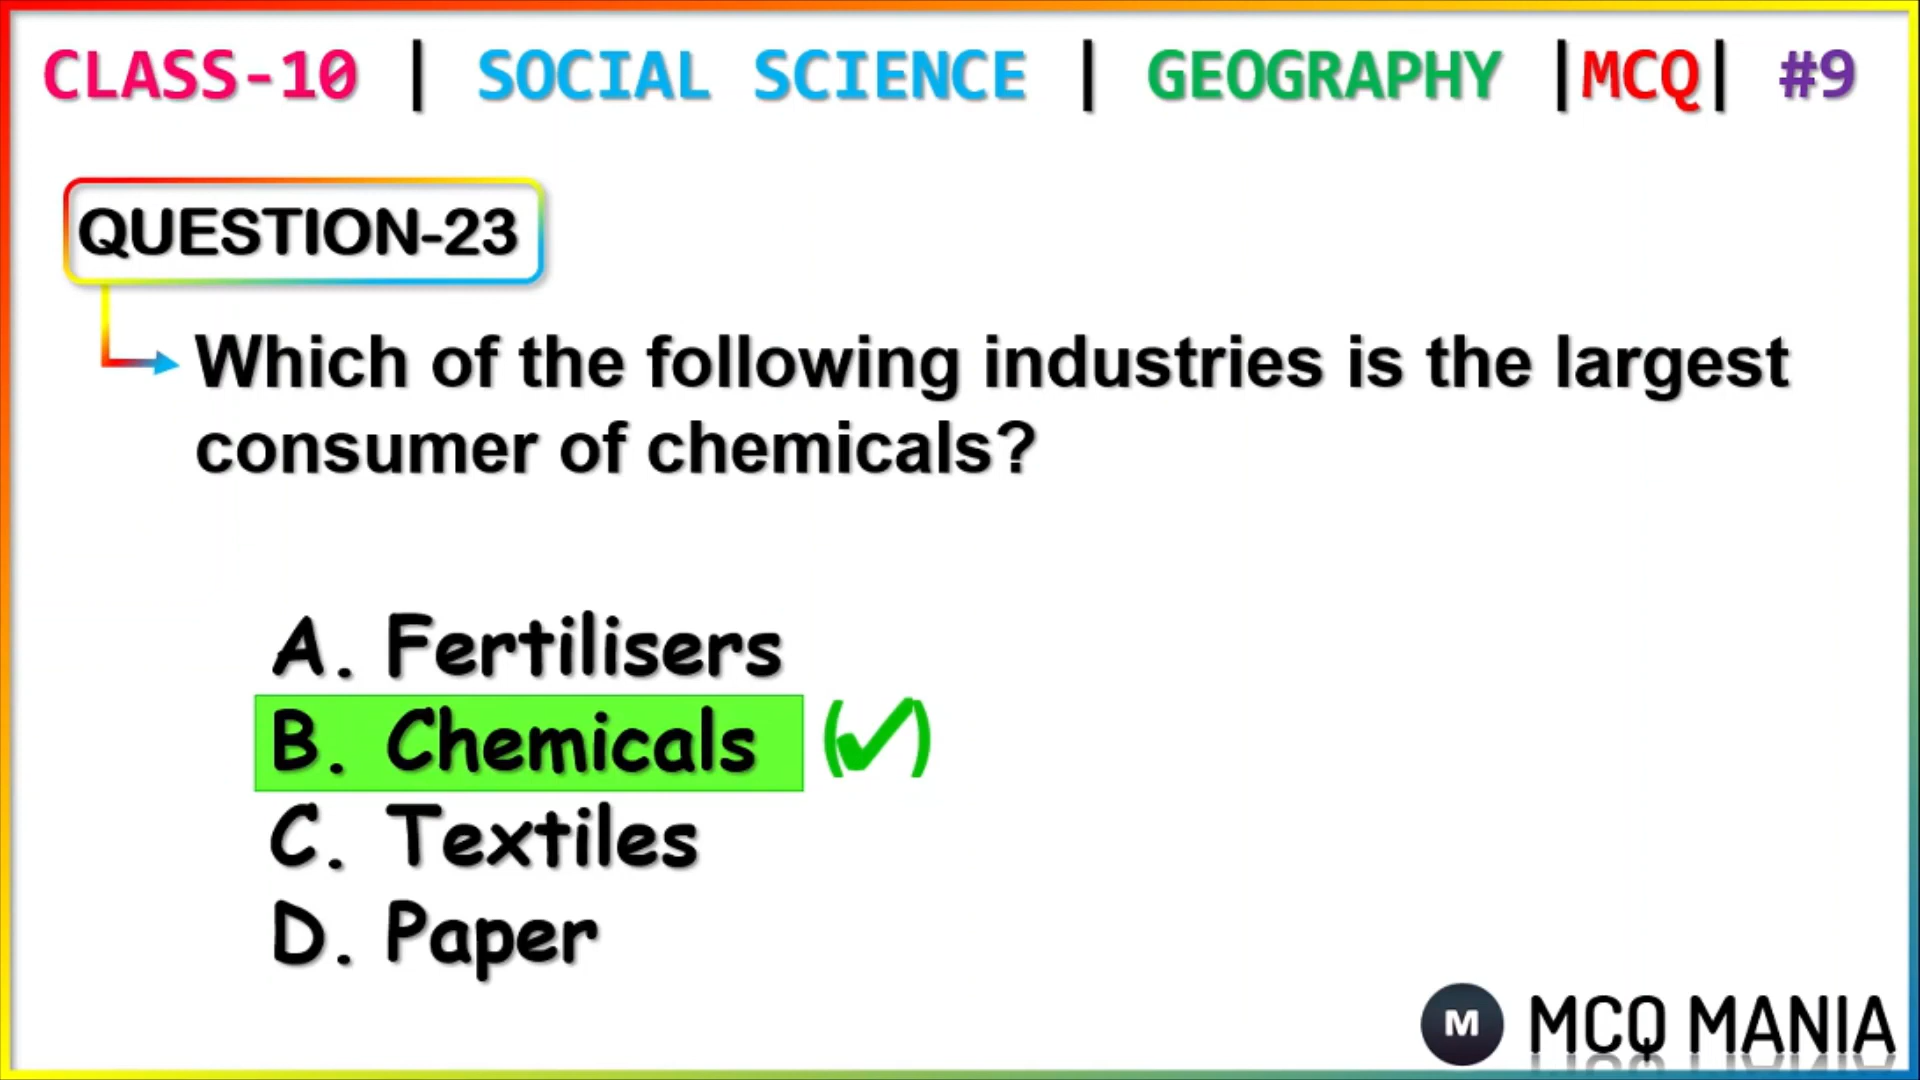 CLASS-10 | SOCIAL SCIENCE | GEOGRAPHY |MCQ| #9
QUESTION-23
Which of the following industries is the largest
consumer of chemicals?
A. Fertilisers
B. Chemicals (✓)
C. Textiles
D. Paper
M MCQ MANIA